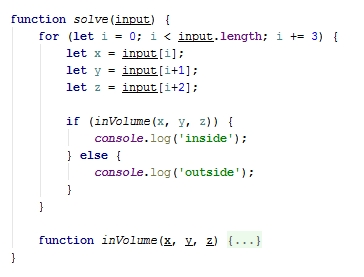 function solve(input) {
    for (let i = 0; i < input.length; i += 3) {
        let x = input[i];
        let y = input[i+1];
        let z = input[i+2];

        if (inVolume(x, y, z)) {
            console.log('inside');
        } else {
            console.log('outside');
        }
    }

    function inVolume(x, y, z) {...}
}